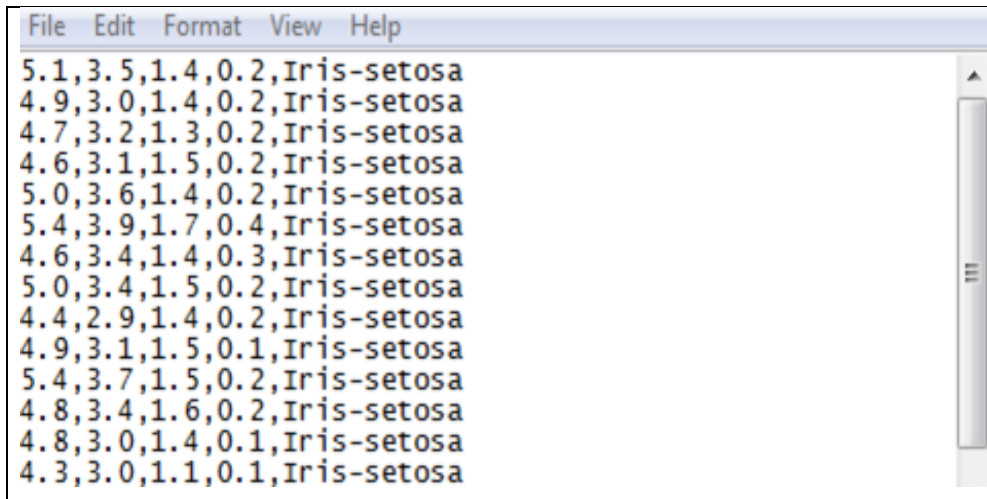 File Edit Format View Help
5.1,3.5,1.4,0.2,Iris-setosa
4.9,3.0,1.4,0.2,Iris-setosa
4.7,3.2,1.3,0.2,Iris-setosa
4.6,3.1,1.5,0.2,Iris-setosa
5.0,3.6,1.4,0.2,Iris-setosa
5.4,3.9,1.7,0.4,Iris-setosa
4.6,3.4,1.4,0.3,Iris-setosa
5.0,3.4,1.5,0.2,Iris-setosa
4.4,2.9,1.4,0.2,Iris-setosa
4.9,3.1,1.5,0.1,Iris-setosa
5.4,3.7,1.5,0.2,Iris-setosa
4.8,3.4,1.6,0.2,Iris-setosa
4.8,3.0,1.4,0.1,Iris-setosa
4.3,3.0,1.1,0.1,Iris-setosa